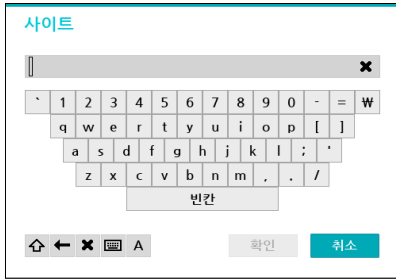 사이트
` 1 2 3 4 5 6 7 8 9 0 - = ₩
q w e r t y u i o p [ ]
a s d f g h j k l ; '
z x c v b n m , . /
빈칸
A 확인 취소